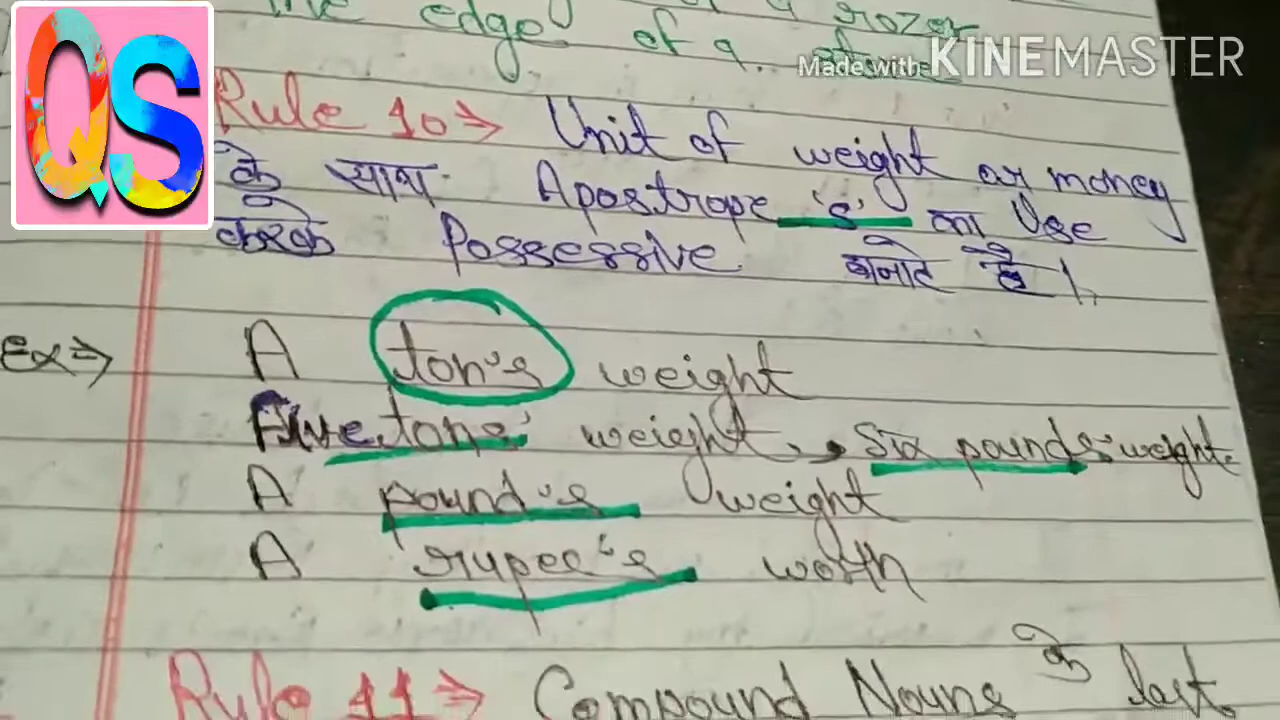 the edge of a
Made with KINEMASTER
QS
Rule 10⇒ Unit of weight or money
के साथ Apostrope 's' का Use
करके Possessive बनाते है।
Ex⇒ A ton's weight
Five tons' weight, Six pounds' weight
A pound's weight
A rupee's worth
Rule 11⇒ Compound Nouns के last